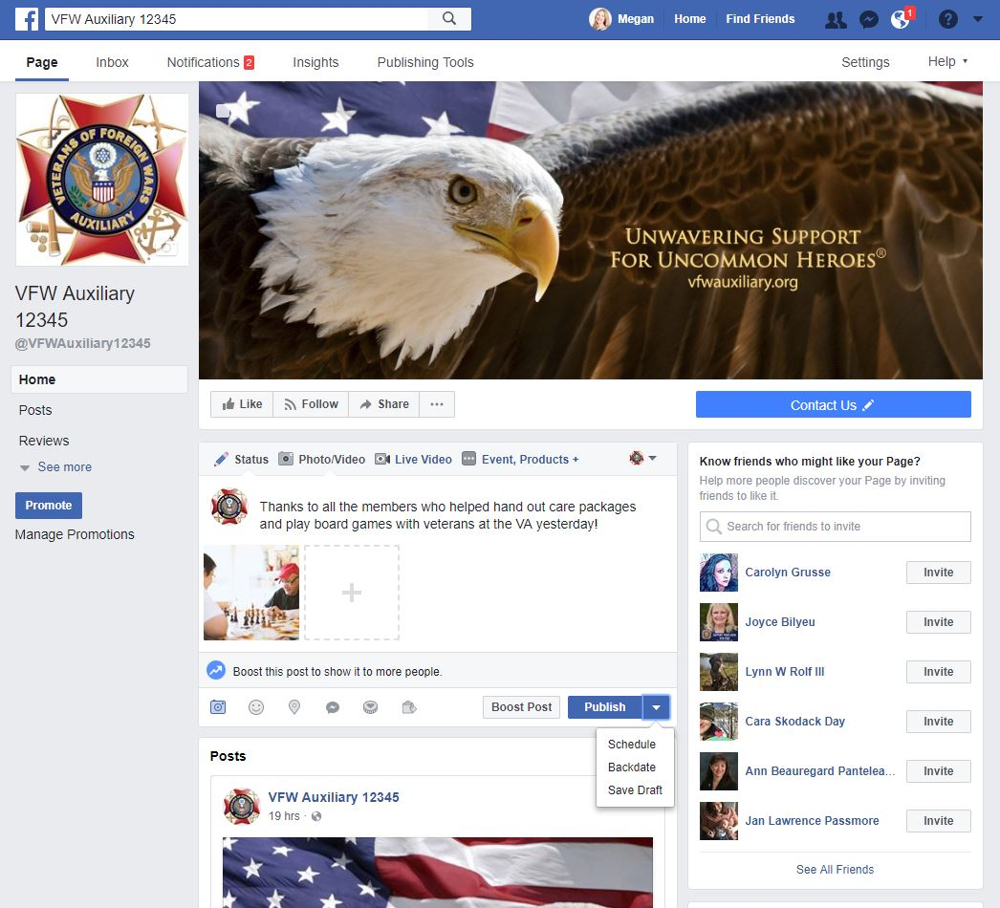 VFW Auxiliary 12345
Megan
Home
Find Friends
1
?
Page
Inbox
Notifications 2
Insights
Publishing Tools
Settings
Help
VETERANS OF FOREIGN WARS
AUXILIARY
UNWAVERING SUPPORT
FOR UNCOMMON HEROES®
vfwauxiliary.org
VFW Auxiliary
12345
@VFWAuxiliary12345
Home
Posts
Reviews
See more
Promote
Manage Promotions
Like
Follow
Share
...
Contact Us
Status
Photo/Video
Live Video
Event, Products +
Thanks to all the members who helped hand out care packages
and play board games with veterans at the VA yesterday!
+
Boost this post to show it to more people.
Boost Post
Publish
Schedule
Backdate
Save Draft
Posts
VFW Auxiliary 12345
19 hrs ·
Know friends who might like your Page?
Help more people discover your Page by inviting
friends to like it.
Search for friends to invite
Carolyn Grusse
Invite
Joyce Bilyeu
Invite
Lynn W Rolf III
Invite
Cara Skodack Day
Invite
Ann Beauregard Pantelea...
Invite
Jan Lawrence Passmore
Invite
See All Friends